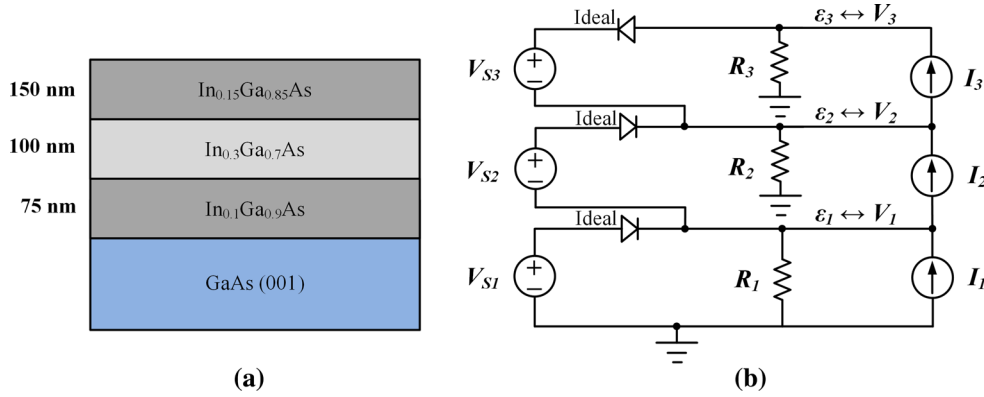 150 nm
In0.15Ga0.85As
100 nm
In0.3Ga0.7As
75 nm
In0.1Ga0.9As
GaAs (001)
(a)
Ideal
ε3 ↔ V3
VS3
+
−
R3
I3
Ideal
ε2 ↔ V2
VS2
+
−
R2
I2
Ideal
ε1 ↔ V1
VS1
+
−
R1
I1
(b)